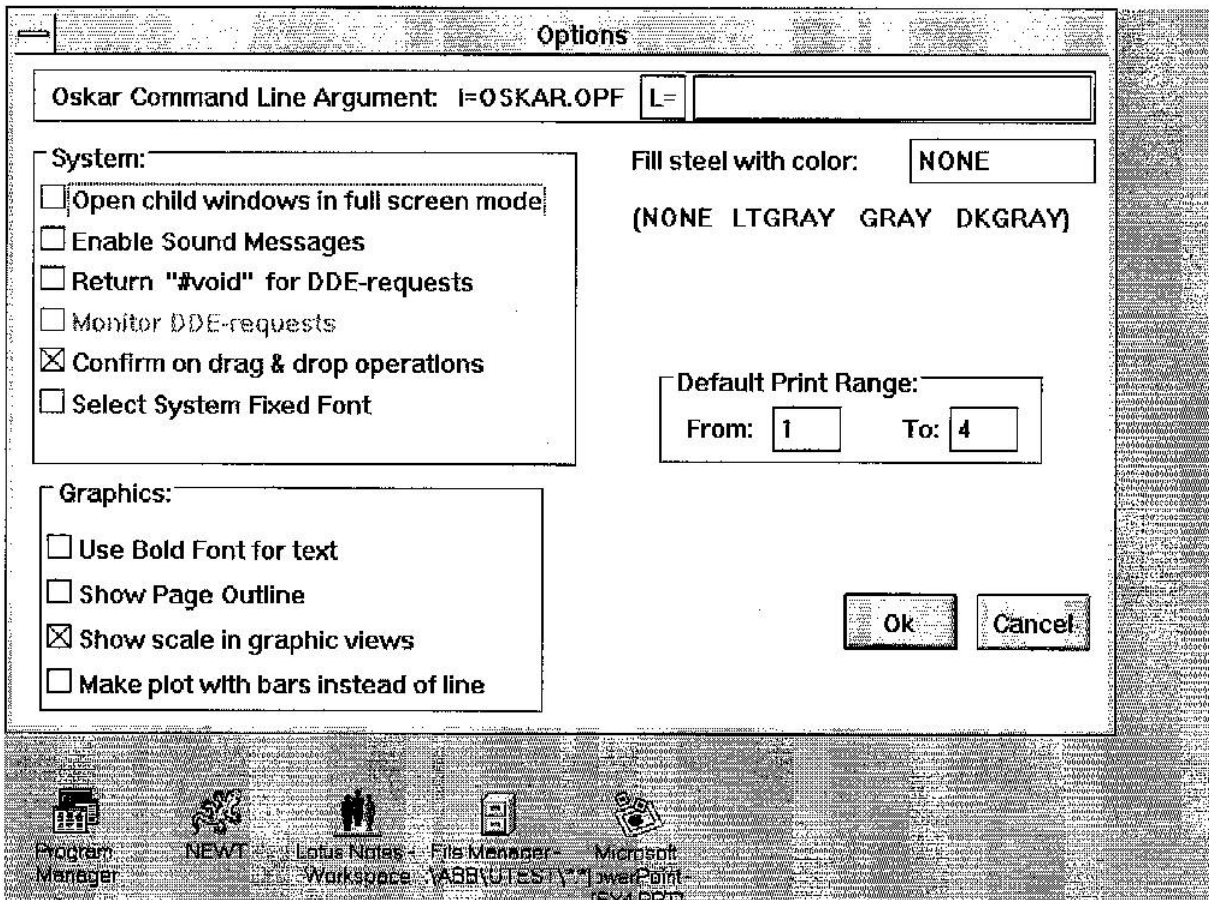 Options
Oskar Command Line Argument: i=OSKAR.OPF L=
System:
Open child windows in full screen mode
Enable Sound Messages
Return "#void" for DDE-requests
Monitor DDE-requests
Confirm on drag & drop operations
Select System Fixed Font
Fill steel with color: NONE
(NONE LTGRAY GRAY DKGRAY)
Default Print Range:
From: 1 To: 4
Graphics:
Use Bold Font for text
Show Page Outline
Show scale in graphic views
Make plot with bars instead of line
Ok Cancel
Program
Manager
NEWT
Lotus Notes -
Workspace
File Manager -
\ABB\UTEST\*.*]
Microsoft
owerPoint -